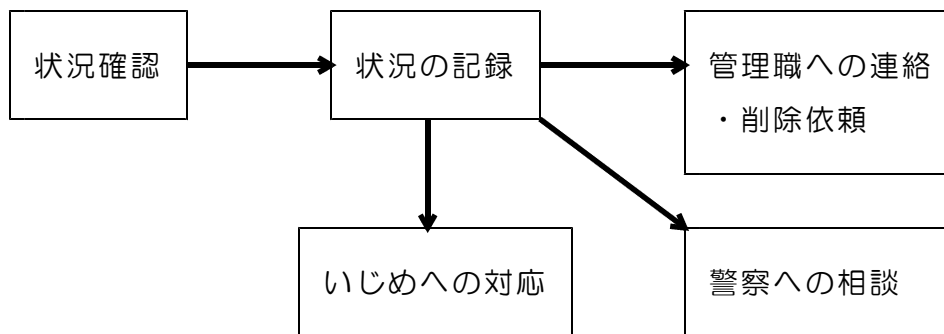 状況確認
状況の記録
管理職への連絡
・削除依頼
いじめへの対応
警察への相談